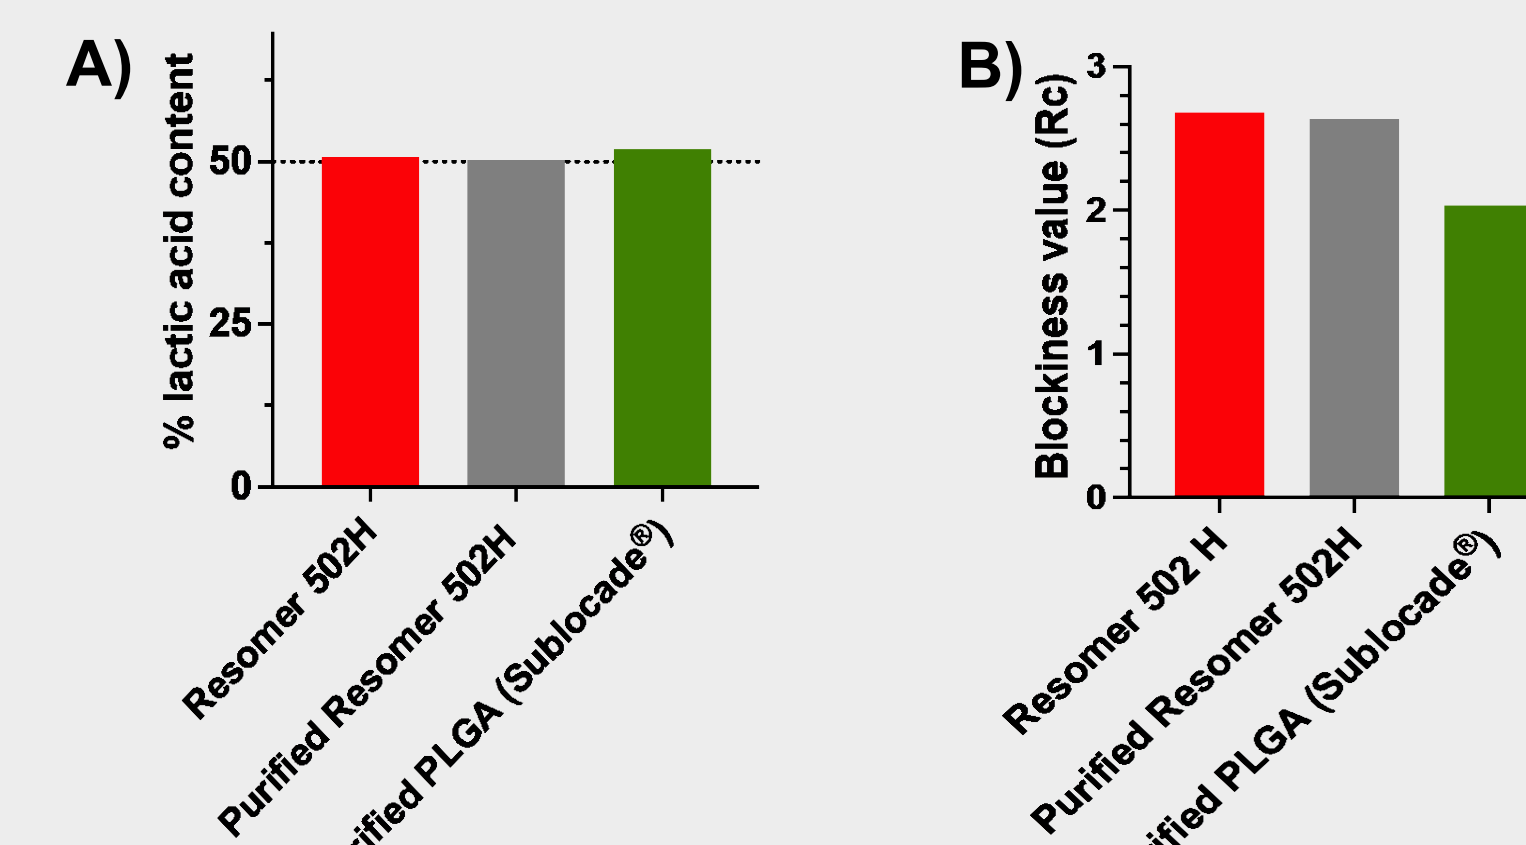 A)
% lactic acid content
50
25
0
Resomer 502H
Purified Resomer 502H
PLGA (Sublocade®)
B)
Blockiness value (Rc)
3
2
1
0
Resomer 502 H
Purified Resomer 502H
PLGA (Sublocade®)